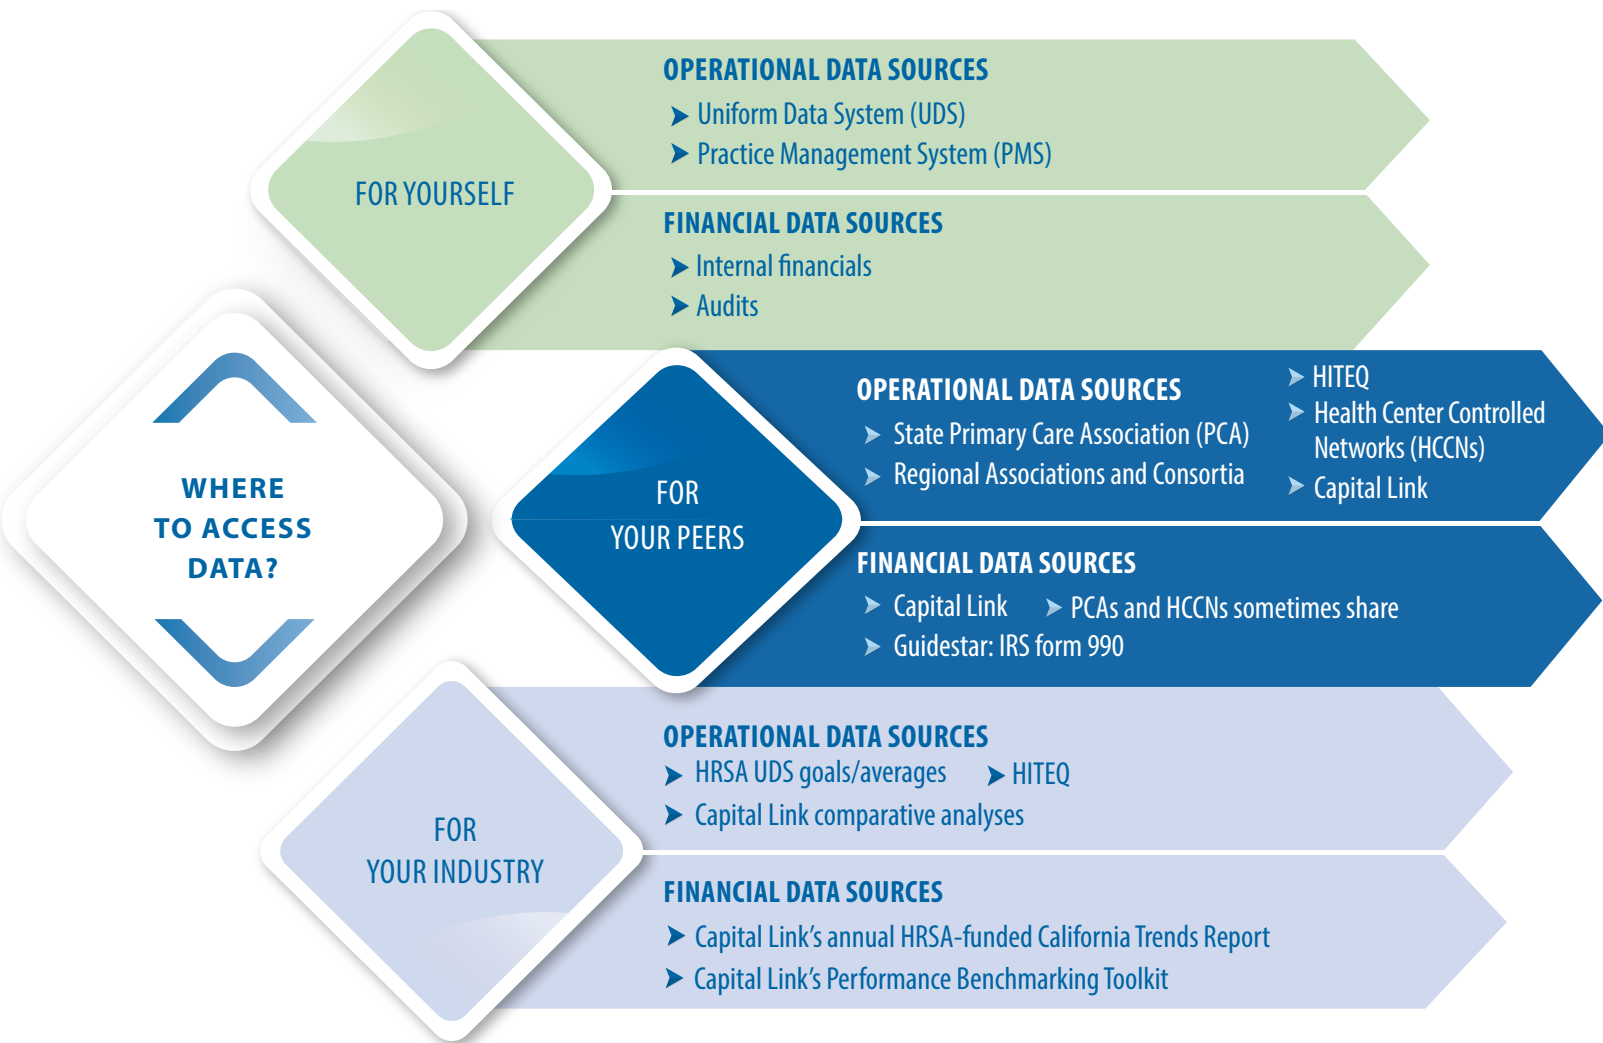 WHERE
TO ACCESS
DATA?
FOR YOURSELF
OPERATIONAL DATA SOURCES
Uniform Data System (UDS)
Practice Management System (PMS)
FINANCIAL DATA SOURCES
Internal financials
Audits
FOR
YOUR PEERS
OPERATIONAL DATA SOURCES
State Primary Care Association (PCA)
Regional Associations and Consortia
HITEQ
Health Center Controlled
Networks (HCCNs)
Capital Link
FINANCIAL DATA SOURCES
Capital Link
PCAs and HCCNs sometimes share
Guidestar: IRS form 990
FOR
YOUR INDUSTRY
OPERATIONAL DATA SOURCES
HRSA UDS goals/averages
HITEQ
Capital Link comparative analyses
FINANCIAL DATA SOURCES
Capital Link’s annual HRSA-funded California Trends Report
Capital Link’s Performance Benchmarking Toolkit